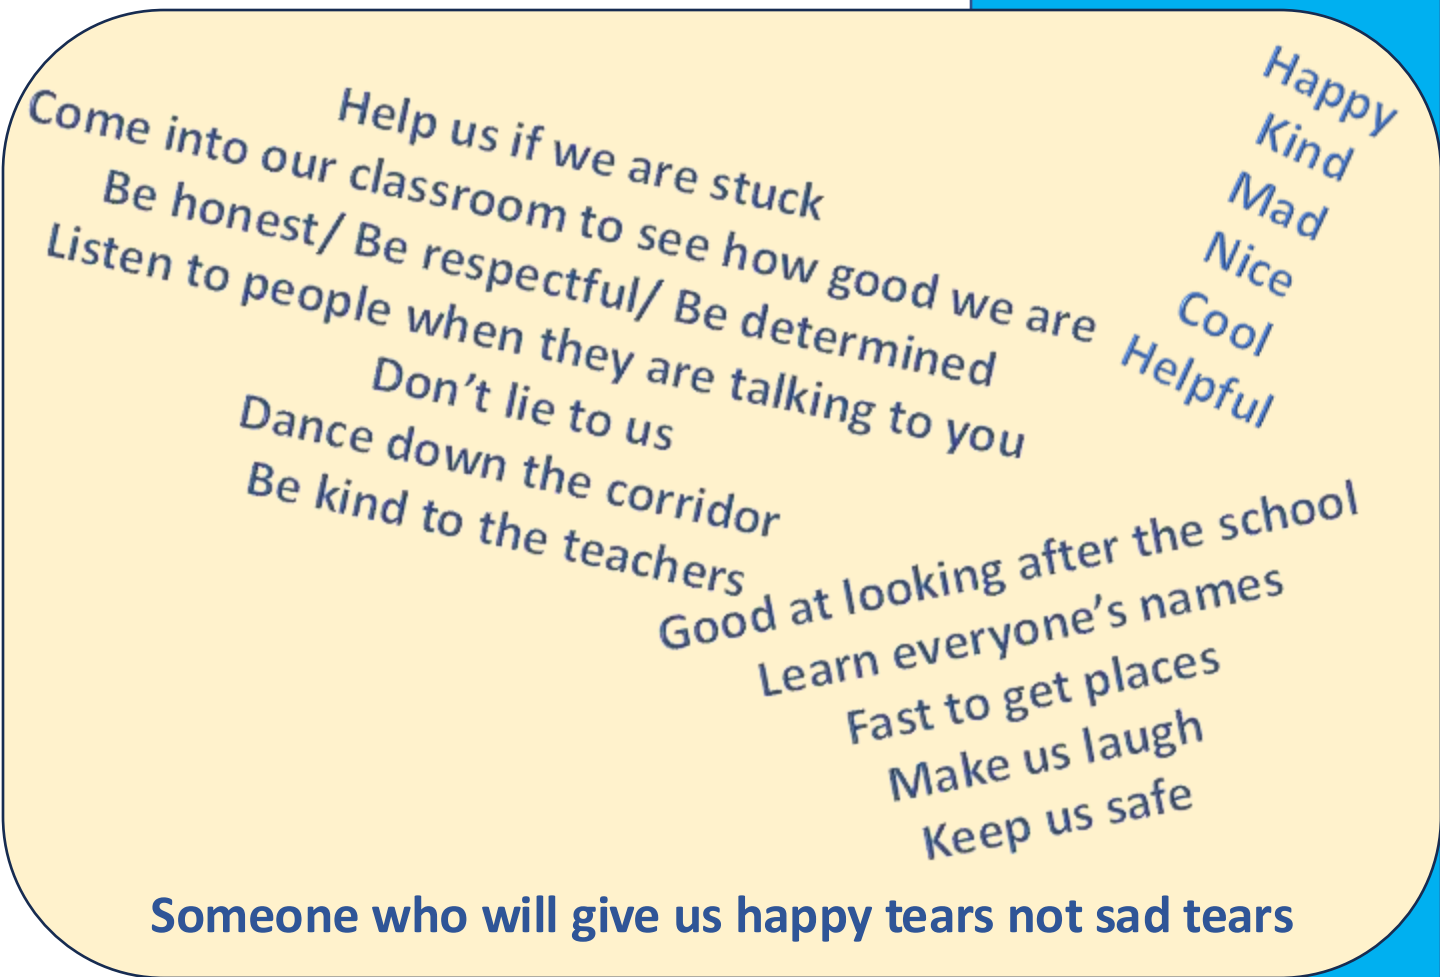 Help us if we are stuck
Come into our classroom to see how good we are
Be honest/ Be respectful/ Be determined
Listen to people when they are talking to you
Don’t lie to us
Dance down the corridor
Be kind to the teachers
Happy
Kind
Mad
Nice
Cool
Helpful
Good at looking after the school
Learn everyone’s names
Fast to get places
Make us laugh
Keep us safe
Someone who will give us happy tears not sad tears